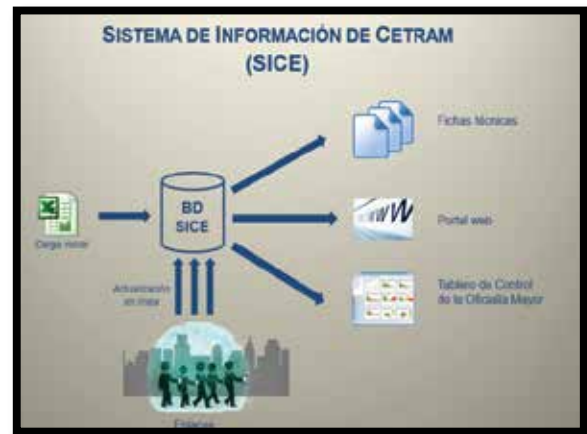 SISTEMA DE INFORMACIÓN DE CETRAM
(SICE)
Fichas técnicas
BD
SICE
Carga inicial
Portal web
Actualización
en línea
Tablero de Control
de la Oficialía Mayor
Enlaces